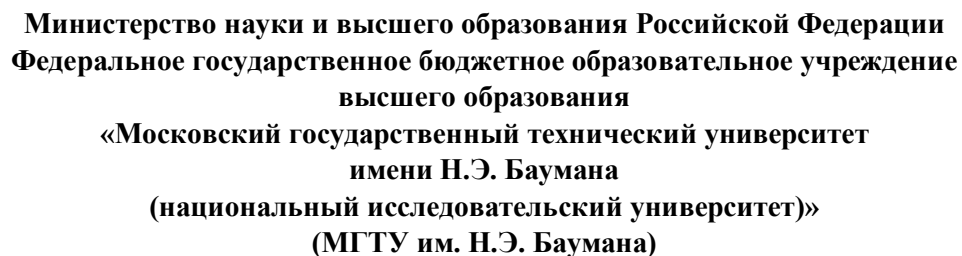 Министерство науки и высшего образования Российской Федерации
Федеральное государственное бюджетное образовательное учреждение
высшего образования
«Московский государственный технический университет
имени Н.Э. Баумана
(национальный исследовательский университет)»
(МГТУ им. Н.Э. Баумана)